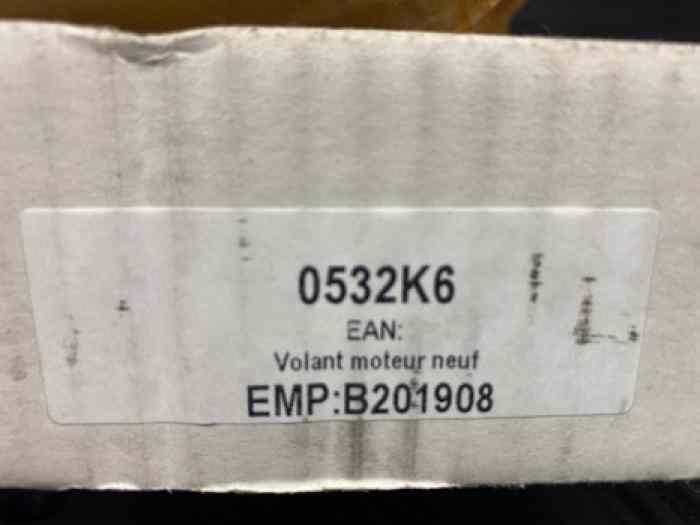 0532K6
EAN:
Volant moteur neuf
EMP:B201908